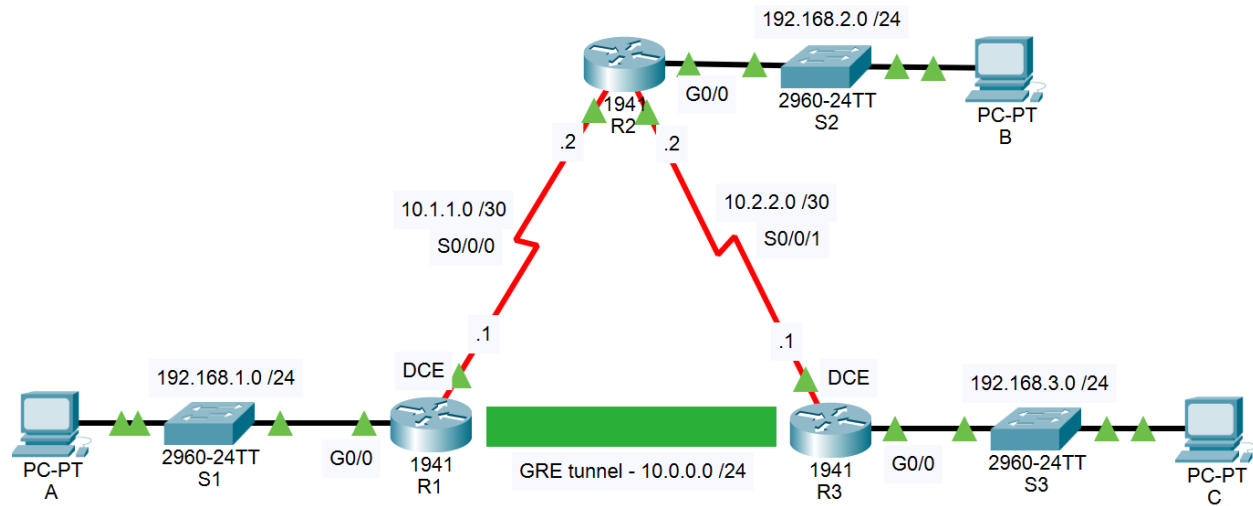 192.168.2.0 /24
G0/0
1941
R2
2960-24TT
S2
PC-PT
B
.2
.2
10.1.1.0 /30
S0/0/0
10.2.2.0 /30
S0/0/1
.1
.1
DCE
DCE
192.168.1.0 /24
192.168.3.0 /24
PC-PT
A
2960-24TT
S1
G0/0
1941
R1
GRE tunnel - 10.0.0.0 /24
1941
R3
G0/0
2960-24TT
S3
PC-PT
C